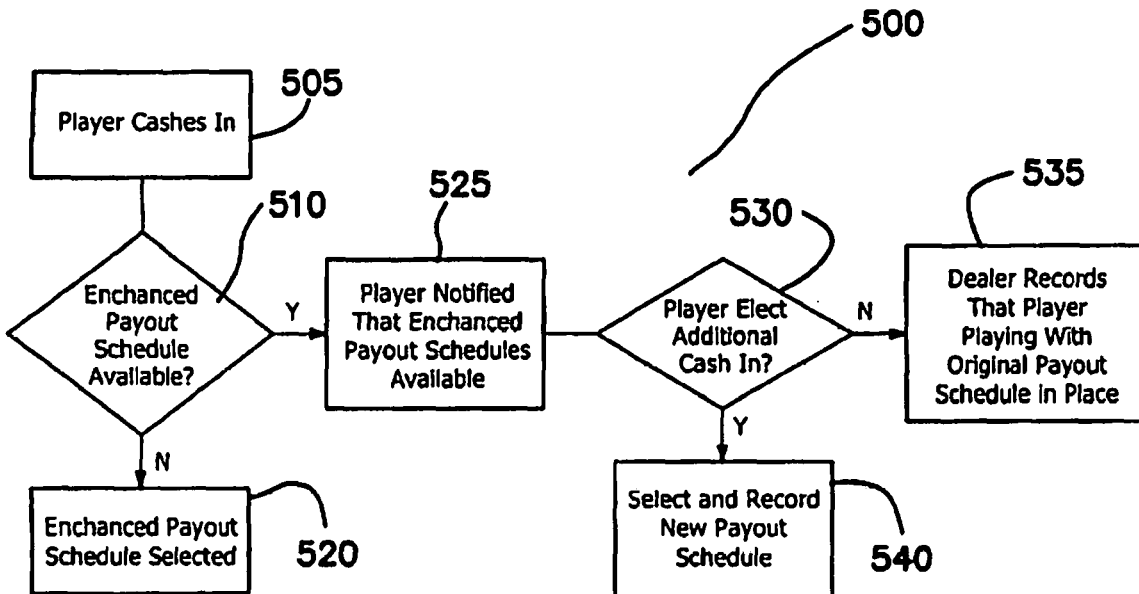 500
505
Player Cashes In
510
Enchanced
Payout
Schedule
Available?
Y
N
525
Player Notified
That Enchanced
Payout Schedules
Available
530
Player Elect
Additional
Cash In?
N
Y
535
Dealer Records
That Player
Playing With
Original Payout
Schedule in Place
Enchanced Payout
Schedule Selected
520
Select and Record
New Payout
Schedule
540